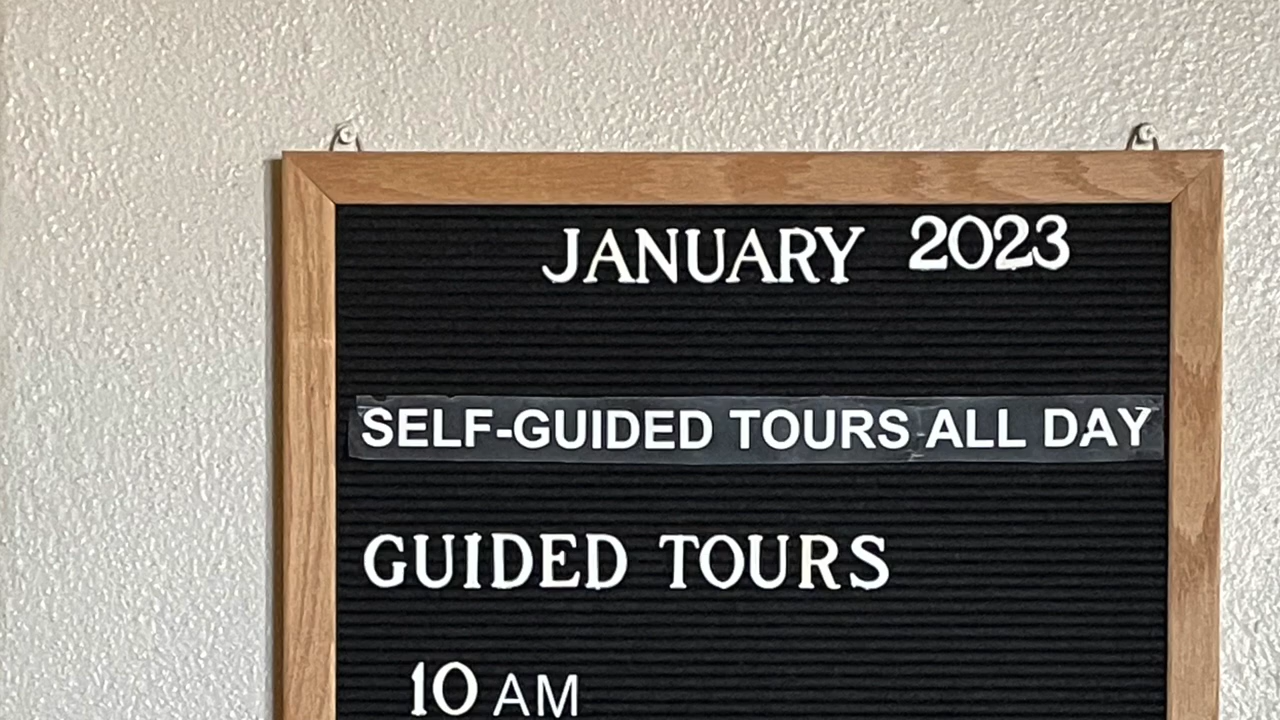 JANUARY 2023
SELF-GUIDED TOURS ALL DAY
GUIDED TOURS
10 AM